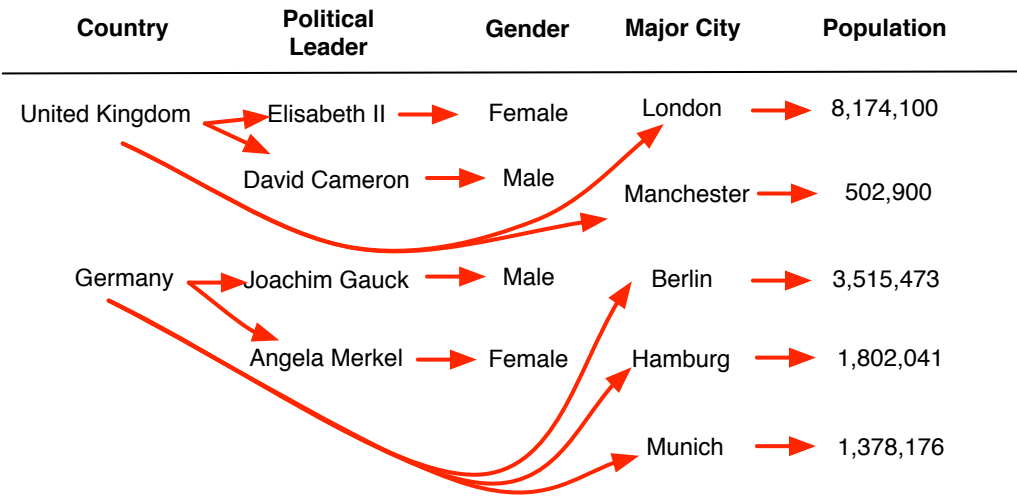 Country Political Leader Gender Major City Population
United Kingdom Elisabeth II Female London 8,174,100
David Cameron Male Manchester 502,900
Germany Joachim Gauck Male Berlin 3,515,473
Angela Merkel Female Hamburg 1,802,041
Munich 1,378,176